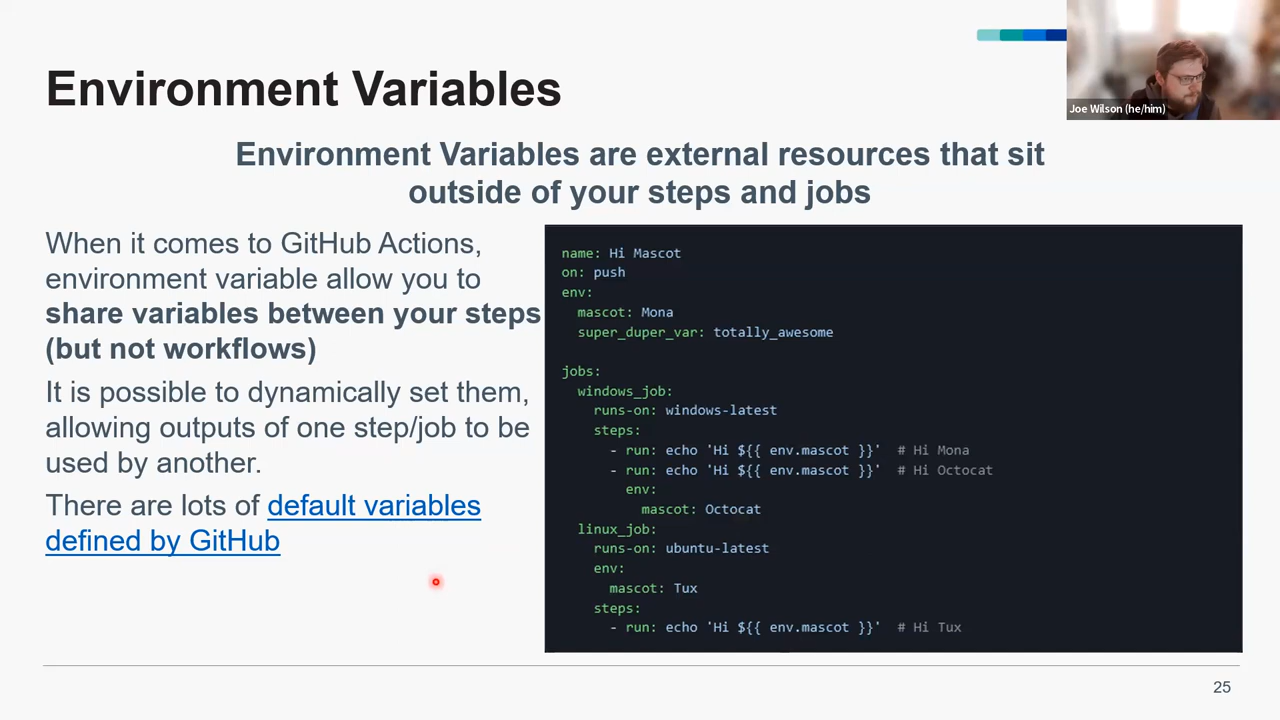 Environment Variables
Joe Wilson (he/him)
Environment Variables are external resources that sit
outside of your steps and jobs
When it comes to GitHub Actions,
environment variable allow you to
share variables between your steps
(but not workflows)
It is possible to dynamically set them,
allowing outputs of one step/job to be
used by another.
There are lots of default variables
defined by GitHub
name: Hi Mascot
on: push
env:
  mascot: Mona
  super_duper_var: totally_awesome
jobs:
  windows_job:
    runs-on: windows-latest
    steps:
      - run: echo 'Hi ${{ env.mascot }}'  # Hi Mona
      - run: echo 'Hi ${{ env.mascot }}'  # Hi Octocat
        env:
          mascot: Octocat
  linux_job:
    runs-on: ubuntu-latest
    env:
      mascot: Tux
    steps:
      - run: echo 'Hi ${{ env.mascot }}'  # Hi Tux
25